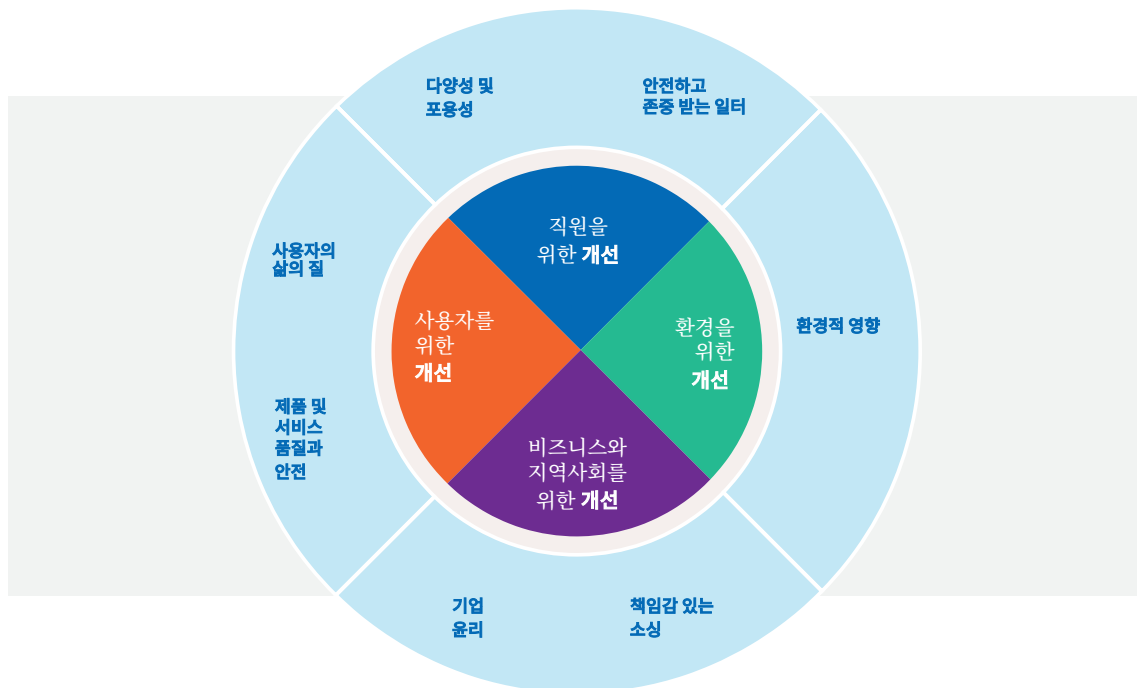 다양성 및
포용성
안전하고
존중 받는 일터
직원을
위한 개선
사용자의
삶의 질
사용자를
위한
개선
환경을
위한
개선
환경적 영향
제품 및
서비스
품질과
안전
비즈니스와
지역사회를
위한 개선
기업
윤리
책임감 있는
소싱